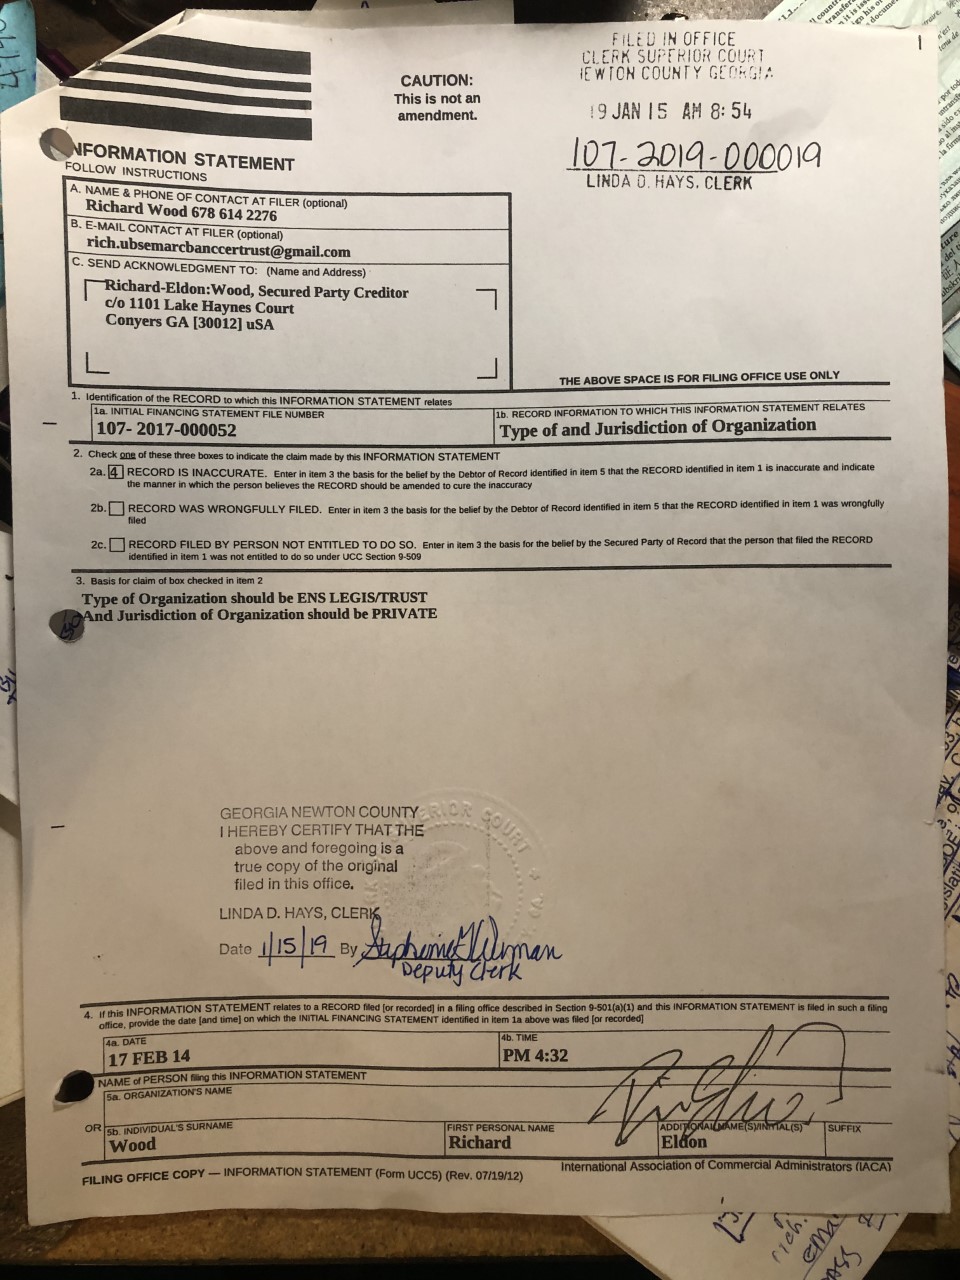 FILED IN OFFICE
CLERK SUPERIOR COURT
NEWTON COUNTY GEORGIA
19 JAN 15 AM 8:54
107-2019-000019
LINDA D. HAYS, CLERK
CAUTION:
This is not an
amendment.
INFORMATION STATEMENT
FOLLOW INSTRUCTIONS
A. NAME & PHONE OF CONTACT AT FILER (optional)
Richard Wood 678 614 2276
B. E-MAIL CONTACT AT FILER (optional)
rich.ubsemarbanccertrust@gmail.com
C. SEND ACKNOWLEDGMENT TO: (Name and Address)
Richard-Eldon:Wood, Secured Party Creditor
c/o 1101 Lake Haynes Court
Conyers GA [30012] uSA
THE ABOVE SPACE IS FOR FILING OFFICE USE ONLY
1. Identification of the RECORD to which this INFORMATION STATEMENT relates
1a. INITIAL FINANCING STATEMENT FILE NUMBER
107- 2017-000052
1b. RECORD INFORMATION TO WHICH THIS INFORMATION STATEMENT RELATES
Type of and Jurisdiction of Organization
2. Check one of these three boxes to indicate the claim made by this INFORMATION STATEMENT
2a. 4 RECORD IS INACCURATE. Enter in item 3 the basis for the belief by the Debtor of Record identified in item 5 that the RECORD identified in item 1 is inaccurate and indicate
the manner in which the person believes the RECORD should be amended to cure the inaccuracy
2b. RECORD WAS WRONGFULLY FILED. Enter in item 3 the basis for the belief by the Debtor of Record identified in item 5 that the RECORD identified in item 1 was wrongfully
filed
2c. RECORD FILED BY PERSON NOT ENTITLED TO DO SO. Enter in item 3 the basis for the belief by the Secured Party of Record that the person that filed the RECORD
identified in item 1 was not entitled to do so under UCC Section 9-509
3. Basis for claim of box checked in item 2
Type of Organization should be ENS LEGIS/TRUST
And Jurisdiction of Organization should be PRIVATE
GEORGIA NEWTON COUNTY
I HEREBY CERTIFY THAT THE
above and foregoing is a
true copy of the original
filed in this office.
LINDA D. HAYS, CLERK
Date 1/15/19 By
Deputy Clerk
4. If this INFORMATION STATEMENT relates to a RECORD filed [or recorded] in a filing office described in Section 9-501(a)(1) and this INFORMATION STATEMENT is filed in such a filing
office, provide the date [and time] on which the INITIAL FINANCING STATEMENT identified in item 1a above was filed [or recorded]
4a. DATE
17 FEB 14
4b. TIME
PM 4:32
NAME of PERSON filing this INFORMATION STATEMENT
5a. ORGANIZATION'S NAME
OR
5b. INDIVIDUAL'S SURNAME
Wood
FIRST PERSONAL NAME
Richard
ADDITIONAL NAME(S)/INITIAL(S)
Eldon
SUFFIX
FILING OFFICE COPY — INFORMATION STATEMENT (Form UCC5) (Rev. 07/19/12)
International Association of Commercial Administrators (IACA)